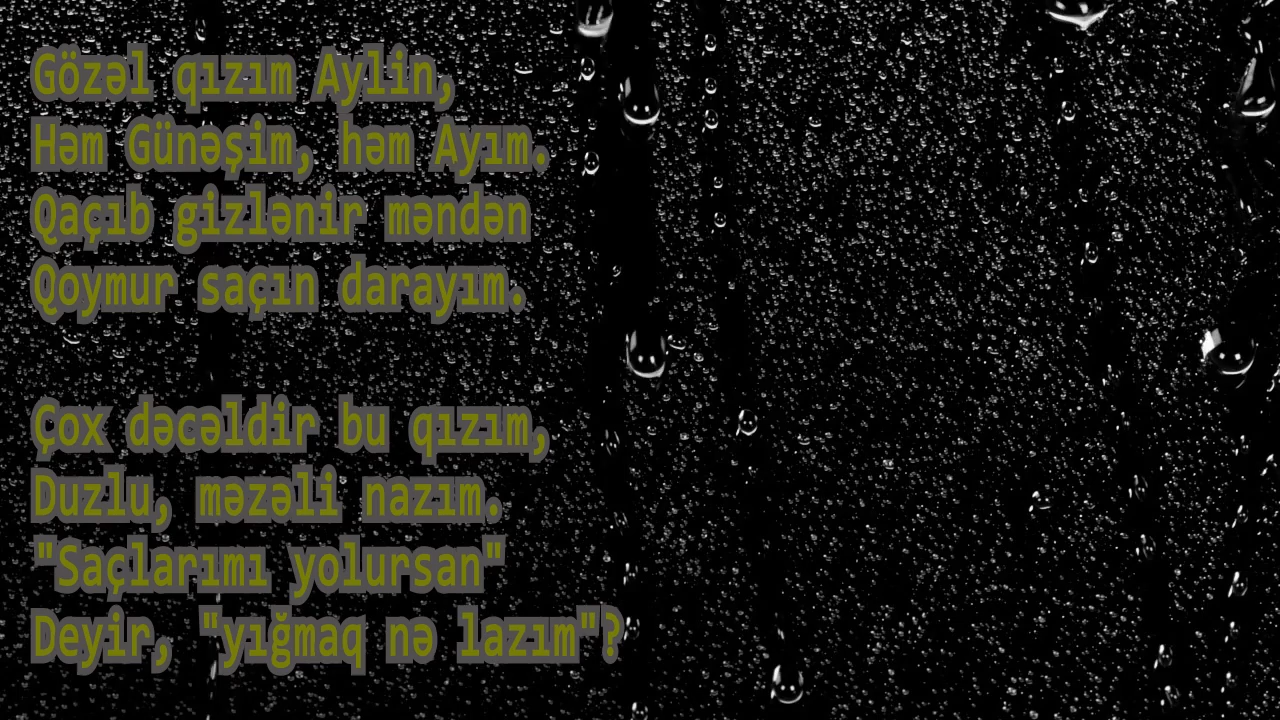 Gözəl qızım Aylin,
Həm Günəşim, həm Ayım.
Qaçıb gizlənir məndən
Qoymur saçın darayım.
Çox dəcəldir bu qızım,
Duzlu, məzəli nazım.
"Saçlarımı yolursan"
Deyir, "yığmaq nə lazım"?